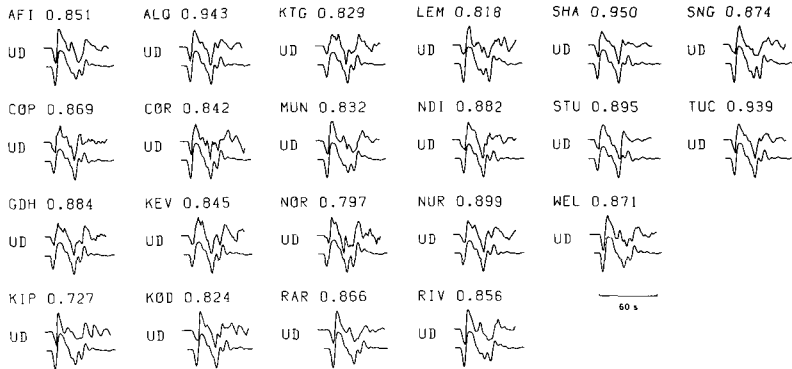 AFI 0.851 ALQ 0.943 KTG 0.829 LEM 0.818 SHA 0.950 SNG 0.874
UD UD UD UD UD UD
CØP 0.869 CØR 0.842 MUN 0.832 NDI 0.882 STU 0.895 TUC 0.939
UD UD UD UD UD UD
GDH 0.884 KEV 0.845 NØR 0.797 NUR 0.899 WEL 0.871
UD UD UD UD UD
60 s
KIP 0.727 KØD 0.824 RAR 0.866 RIV 0.856
UD UD UD UD